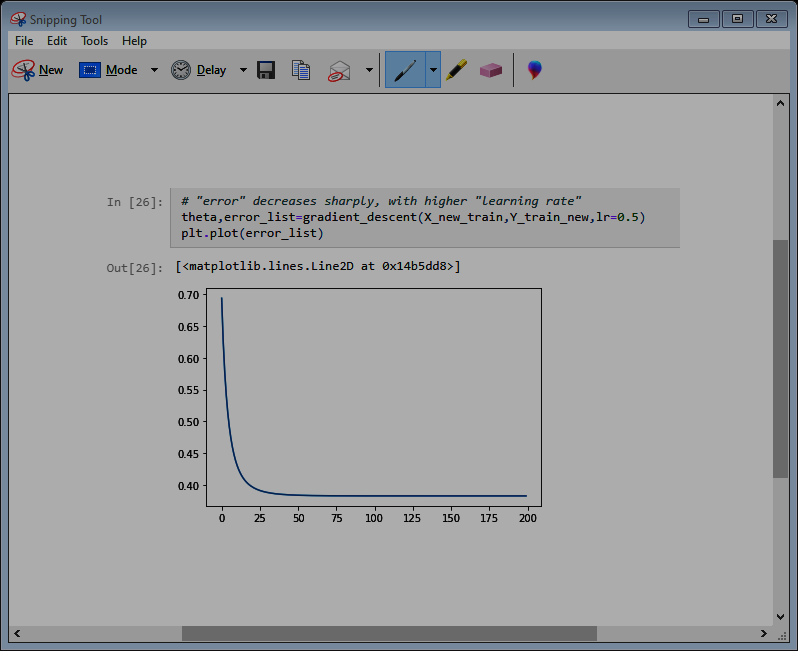 Snipping Tool
File Edit Tools Help
New Mode Delay
In [26]: # "error" decreases sharply, with higher "learning rate"
theta,error_list=gradient_descent(X_new_train,Y_train_new,lr=0.5)
plt.plot(error_list)
Out[26]: [<matplotlib.lines.Line2D at 0x14b5dd8>]
0.70
0.65
0.60
0.55
0.50
0.45
0.40
0 25 50 75 100 125 150 175 200